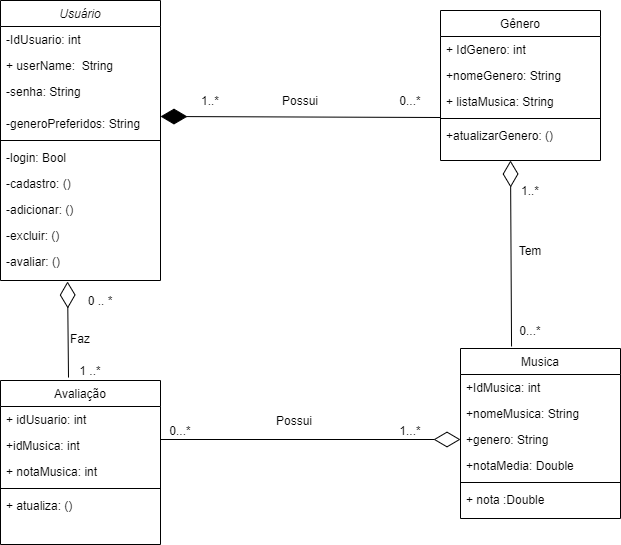 Usuário
-IdUsuario: int
+ userName:  String
-senha: String
-generoPreferidos: String
-login: Bool
-cadastro: ()
-adicionar: ()
-excluir: ()
-avaliar: ()
1..*
Possui
0...*
Gênero
+ IdGenero: int
+nomeGenero: String
+ listaMusica: String
+atualizarGenero: ()
1..*
Tem
0...*
0 .. *
Faz
1 ..*
Avaliação
+ idUsuario: int
+idMusica: int
+ notaMusica: int
+ atualiza: ()
0...*
Possui
1...*
Musica
+IdMusica: int
+nomeMusica: String
+genero: String
+notaMedia: Double
+ nota :Double